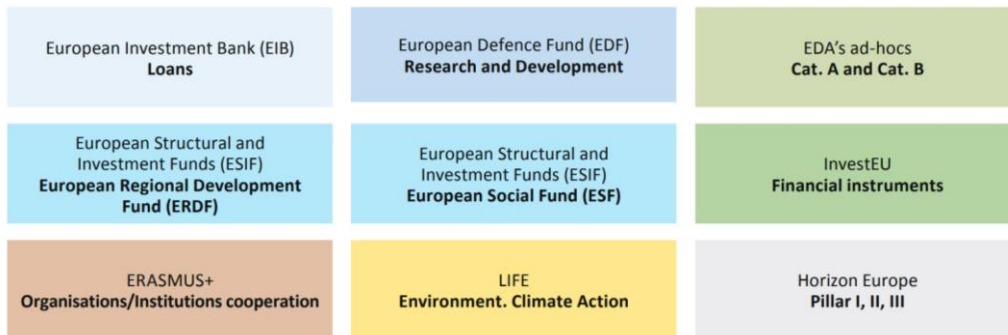 European Investment Bank (EIB)
Loans
European Defence Fund (EDF)
Research and Development
EDA's ad-hocs
Cat. A and Cat. B
European Structural and
Investment Funds (ESIF)
European Regional Development
Fund (ERDF)
European Structural and
Investment Funds (ESIF)
European Social Fund (ESF)
InvestEU
Financial instruments
ERASMUS+
Organisations/Institutions cooperation
LIFE
Environment. Climate Action
Horizon Europe
Pillar I, II, III